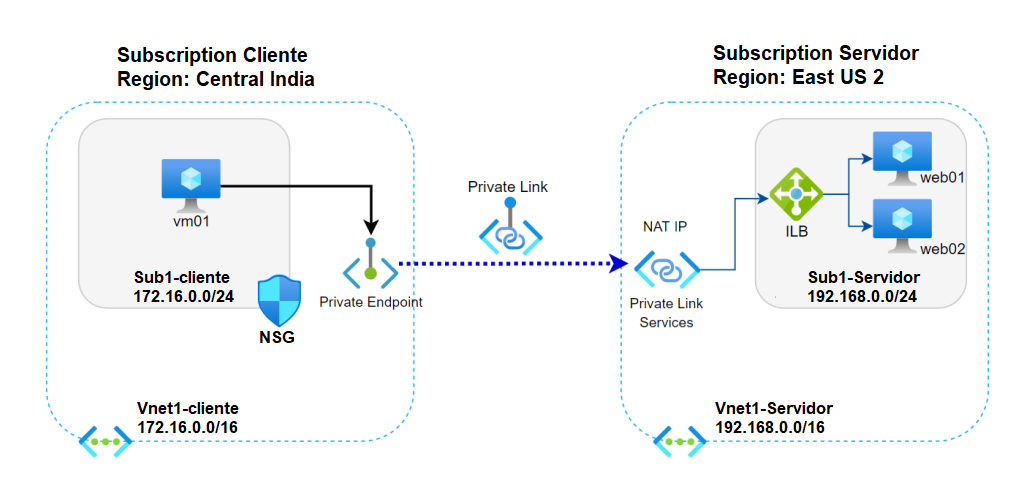 Subscription Cliente
Region: Central India
Subscription Servidor
Region: East US 2
vm01
Sub1-cliente
172.16.0.0/24
NSG
Private Endpoint
Vnet1-cliente
172.16.0.0/16
Private Link
NAT IP
Private Link
Services
ILB
web01
web02
Sub1-Servidor
192.168.0.0/24
Vnet1-Servidor
192.168.0.0/16